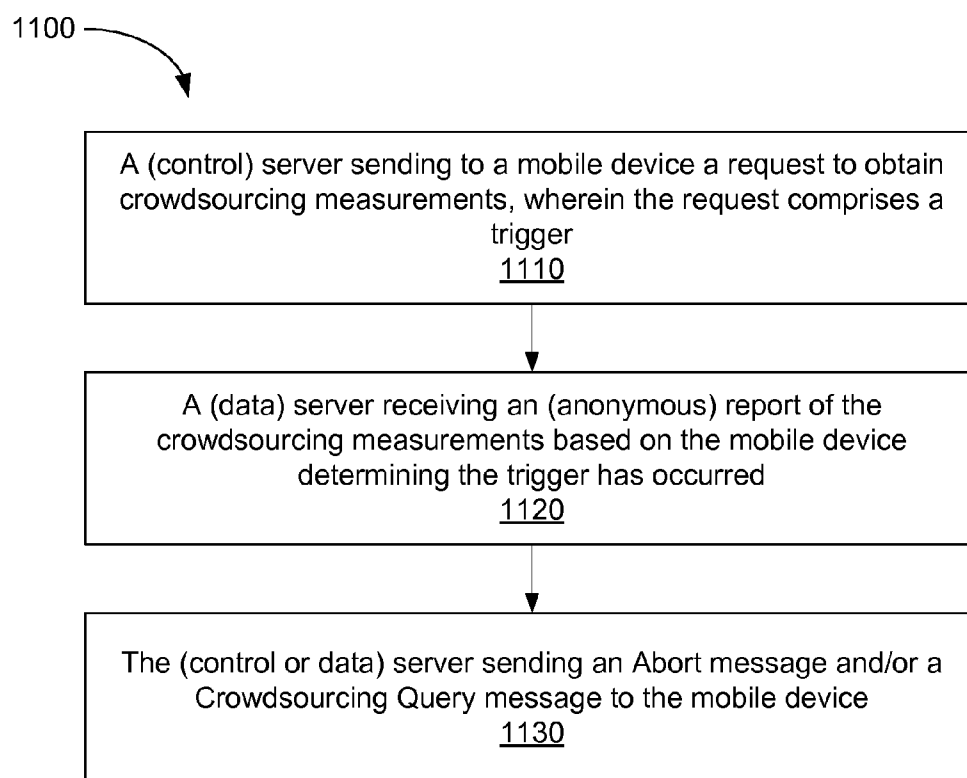 1100
A (control) server sending to a mobile device a request to obtain
crowdsourcing measurements, wherein the request comprises a
trigger
1110
A (data) server receiving an (anonymous) report of the
crowdsourcing measurements based on the mobile device
determining the trigger has occurred
1120
The (control or data) server sending an Abort message and/or a
Crowdsourcing Query message to the mobile device
1130